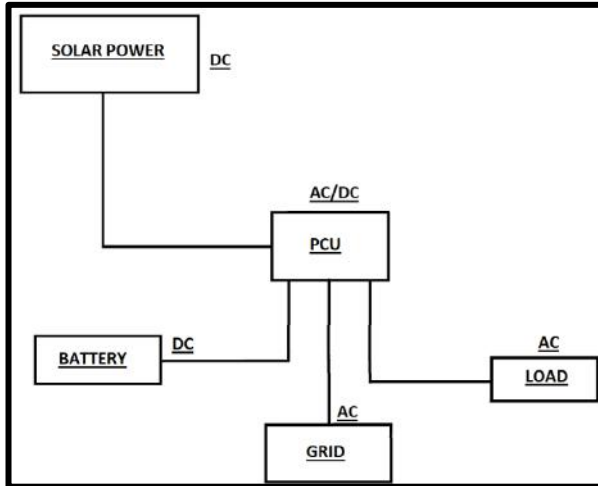 SOLAR POWER
DC
AC/DC
PCU
DC
BATTERY
AC
LOAD
AC
GRID